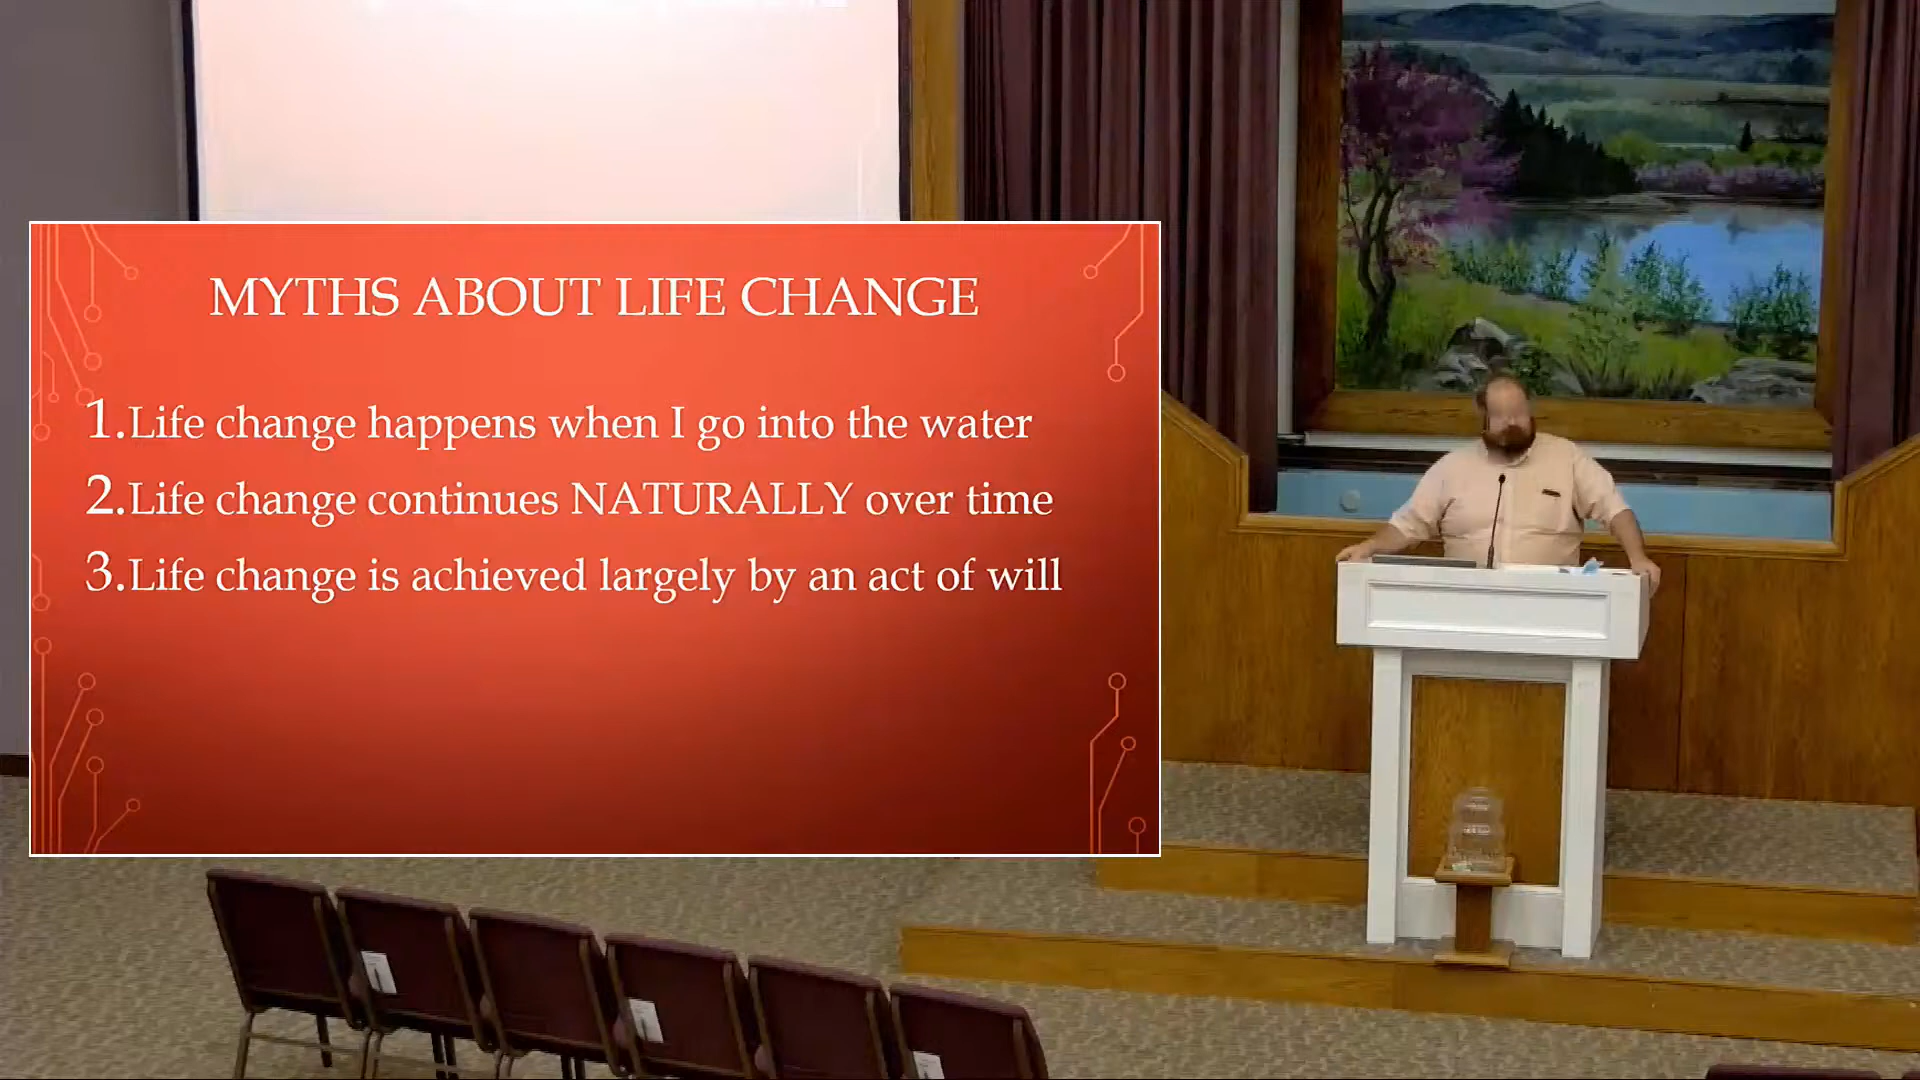 MYTHS ABOUT LIFE CHANGE
1.Life change happens when I go into the water
2.Life change continues NATURALLY over time
3.Life change is achieved largely by an act of will